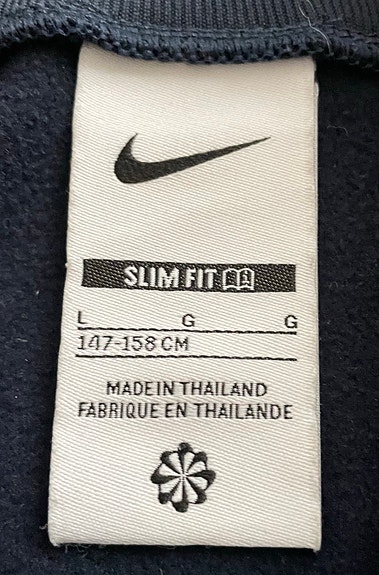 SLIM FIT
L G G
147-158 CM
MADE IN THAILAND
FABRIQUE EN THAILANDE